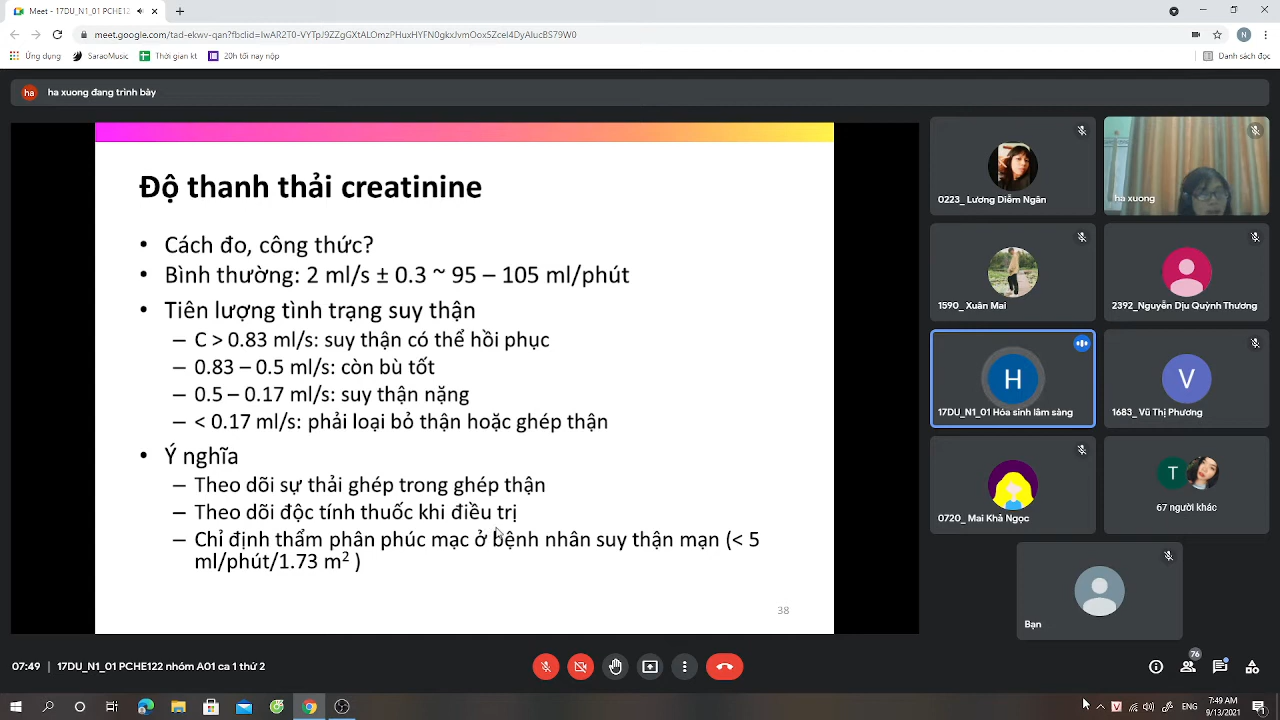 Meet - 17DU_N1_01 PCHE12
meet.google.com/tad-ekwv-qan?fbclid=IwAR2T0-VYTpJ9ZZgGXtALOmzPHuxHYFN0gkxJvmOoxSZcel4DyAIucBS79W0
Ứng dụng
SaraoMusic
Thời gian kt
20h tối nay nộp
Danh sách đọc
ha
ha xuong đang trình bày
Độ thanh thải creatinine
• Cách đo, công thức?
• Bình thường: 2 ml/s ± 0.3 ~ 95 – 105 ml/phút
• Tiên lượng tình trạng suy thận
– C > 0.83 ml/s: suy thận có thể hồi phục
– 0.83 – 0.5 ml/s: còn bù tốt
– 0.5 – 0.17 ml/s: suy thận nặng
– < 0.17 ml/s: phải loại bỏ thận hoặc ghép thận
• Ý nghĩa
– Theo dõi sự thải ghép trong ghép thận
– Theo dõi độc tính thuốc khi điều trị
– Chỉ định thẩm phân phúc mạc ở bệnh nhân suy thận mạn (< 5
ml/phút/1.73 m² )
38
0223_ Lương Diễm Ngân
ha xuong
1590_ Xuân Mai
2392_ Nguyễn Dịu Quỳnh Thương
H
17DU_N1_01 Hóa sinh lâm sàng
V
1683_ Vũ Thị Phương
0720_ Mai Khả Ngọc
T
67 người khác
Bạn
07:49 | 17DU_N1_01 PCHE122 nhóm A01 ca 1 thứ 2
76
N
7:49 AM
9/13/2021